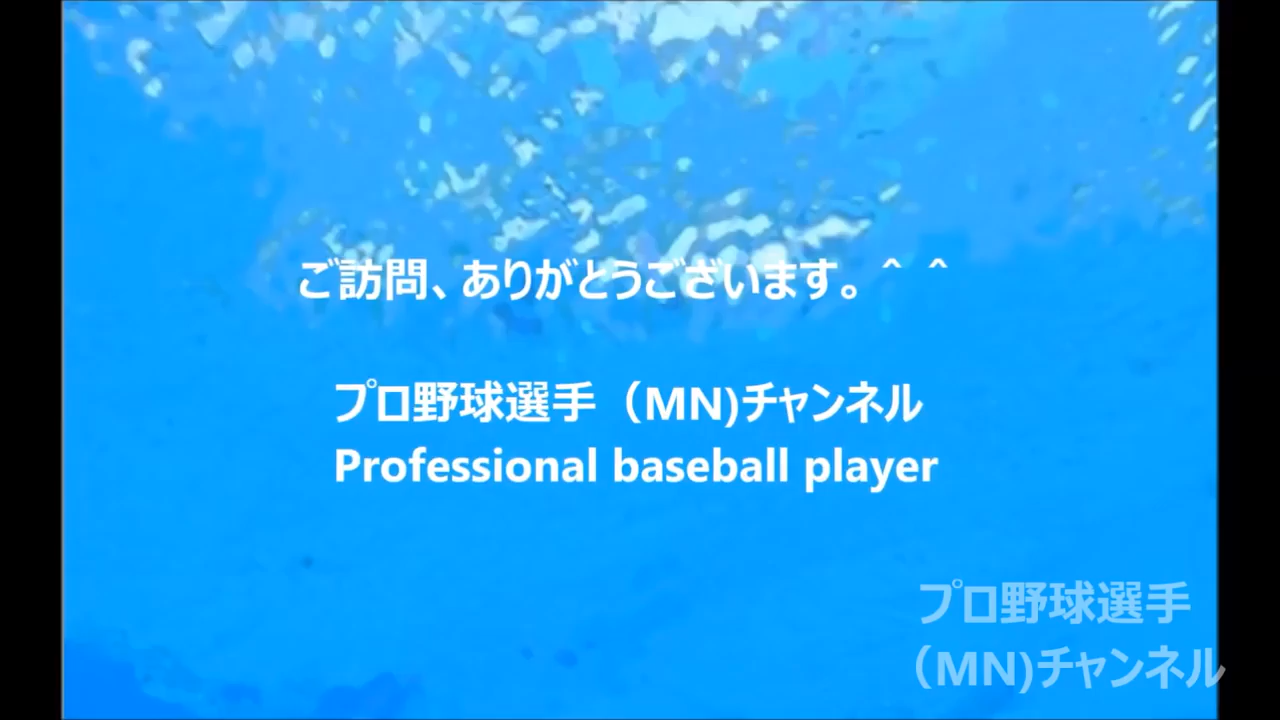 ご訪問、ありがとうございます。^ ^
プロ野球選手（MN)チャンネル
Professional baseball player
プロ野球選手
（MN)チャンネル